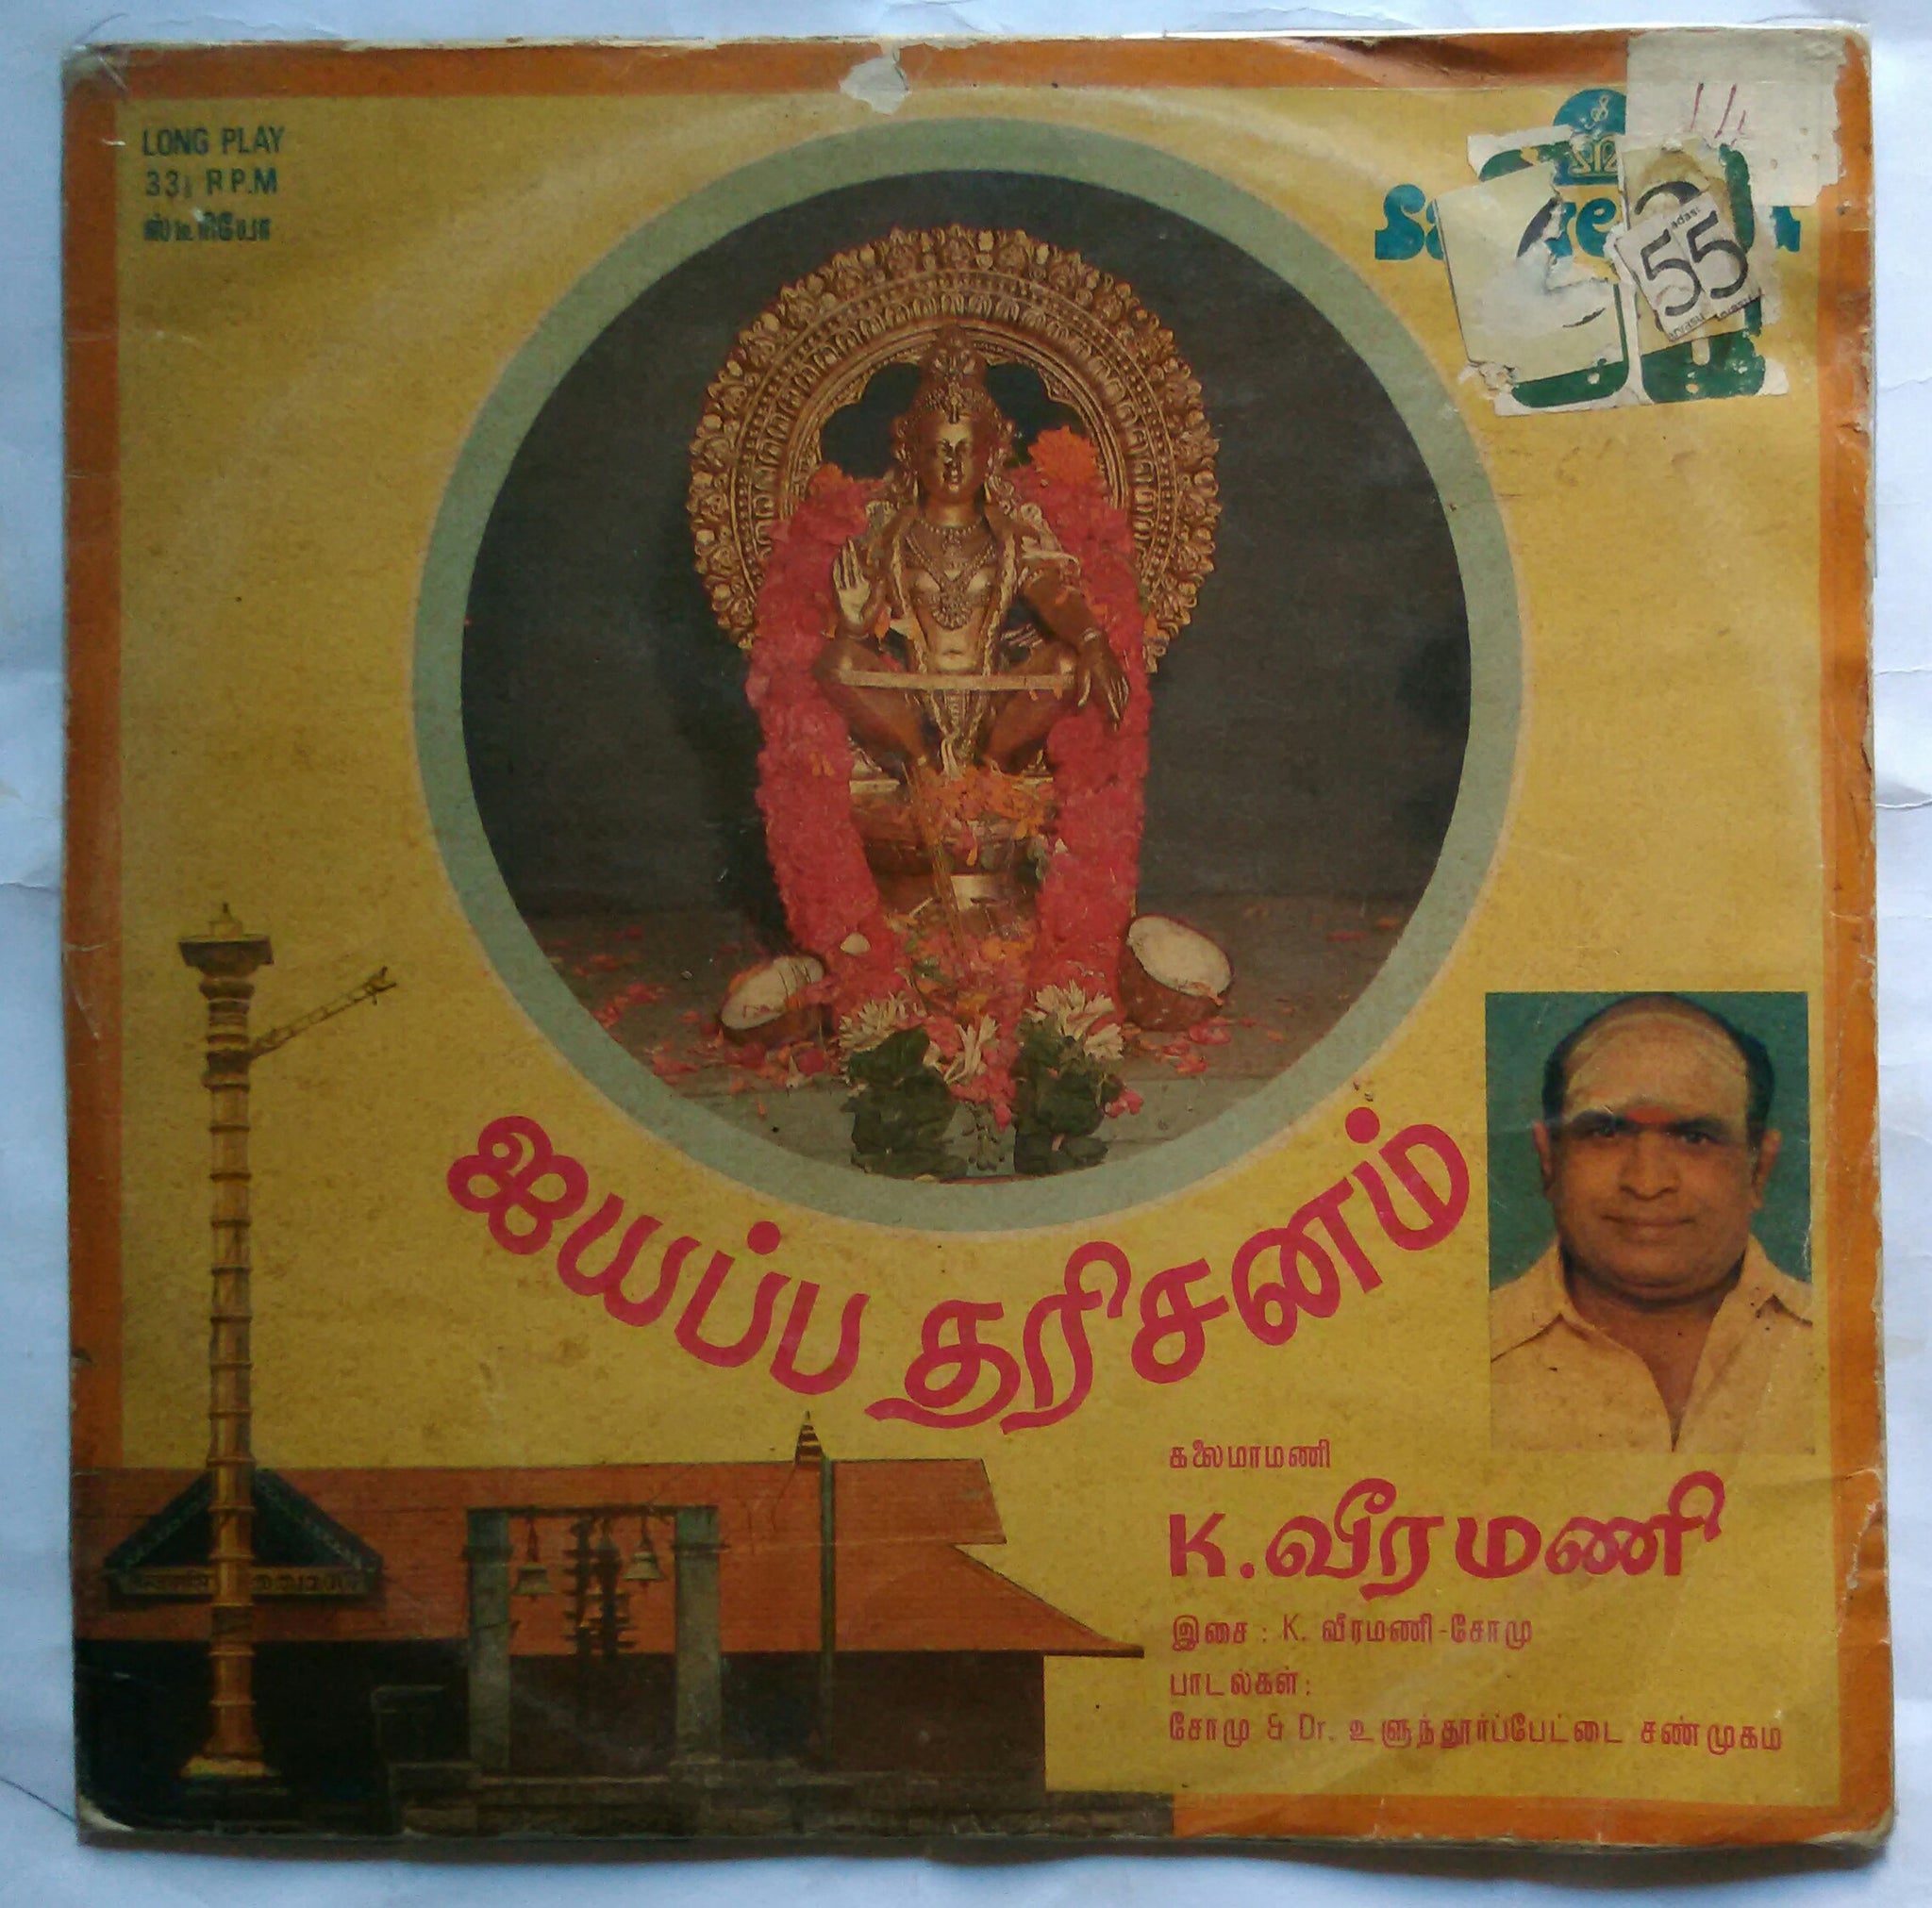 LONG PLAY
33⅓ R.P.M
ஸ்டீரியோ
14
55
ஐயப்ப தரிசனம்
கலைமாமணி
K.வீரமணி
இசை : K. வீரமணி-சோமு
பாடல்கள்:
சோமு & Dr. உளுந்தூர்ப்பேட்டை சண்முகம்